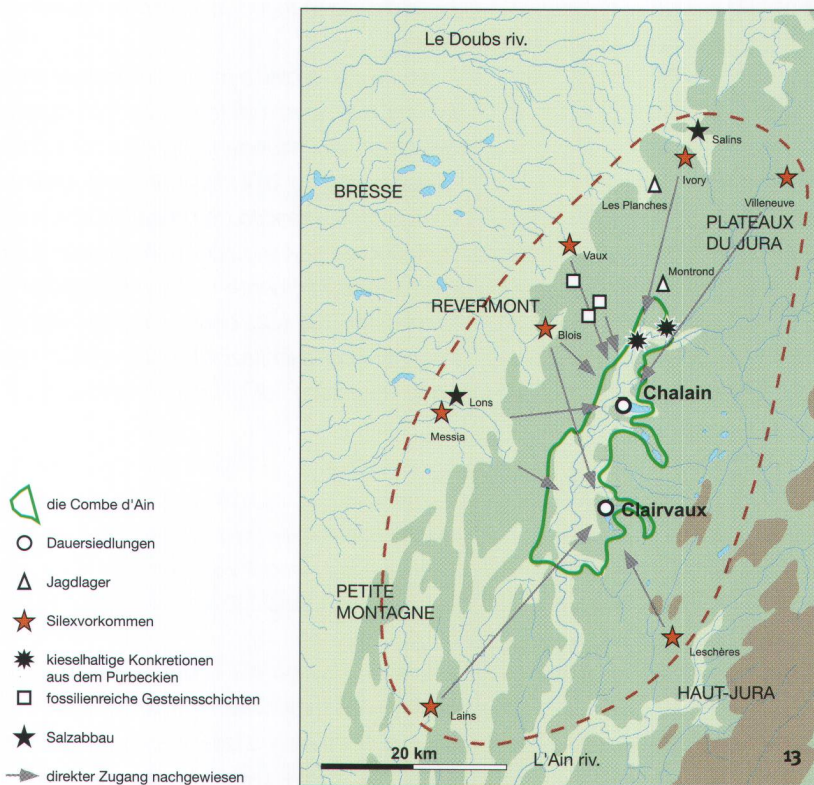 Le Doubs riv.
Salins
BRESSE
Ivory
Les Planches
Villeneuve
PLATEAUX
DU JURA
Vaux
Montrond
REVERMONT
Blois
Chalain
Lons
Messia
Clairvaux
PETITE
MONTAGNE
Leschères
HAUT-JURA
Lains
20 km
L'Ain riv.
13
die Combe d'Ain
Dauersiedlungen
Jagdlager
Silexvorkommen
kieselhaltige Konkretionen
aus dem Purbeckien
fossilienreiche Gesteinsschichten
Salzabbau
direkter Zugang nachgewiesen